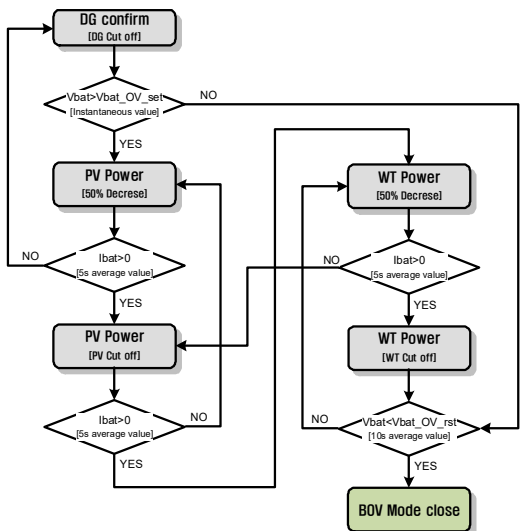 DG confirm
[DG Cut off]
Vbat>Vbat_OV_set
[Instantaneous value]
NO
YES
PV Power
[50% Decrese]
Ibat>0
[5s average value]
NO
YES
PV Power
[PV Cut off]
Ibat>0
[5s average value]
NO
YES
WT Power
[50% Decrese]
Ibat>0
[5s average value]
NO
YES
WT Power
[WT Cut off]
Vbat<Vbat_OV_rst
[10s average value]
NO
YES
BOV Mode close